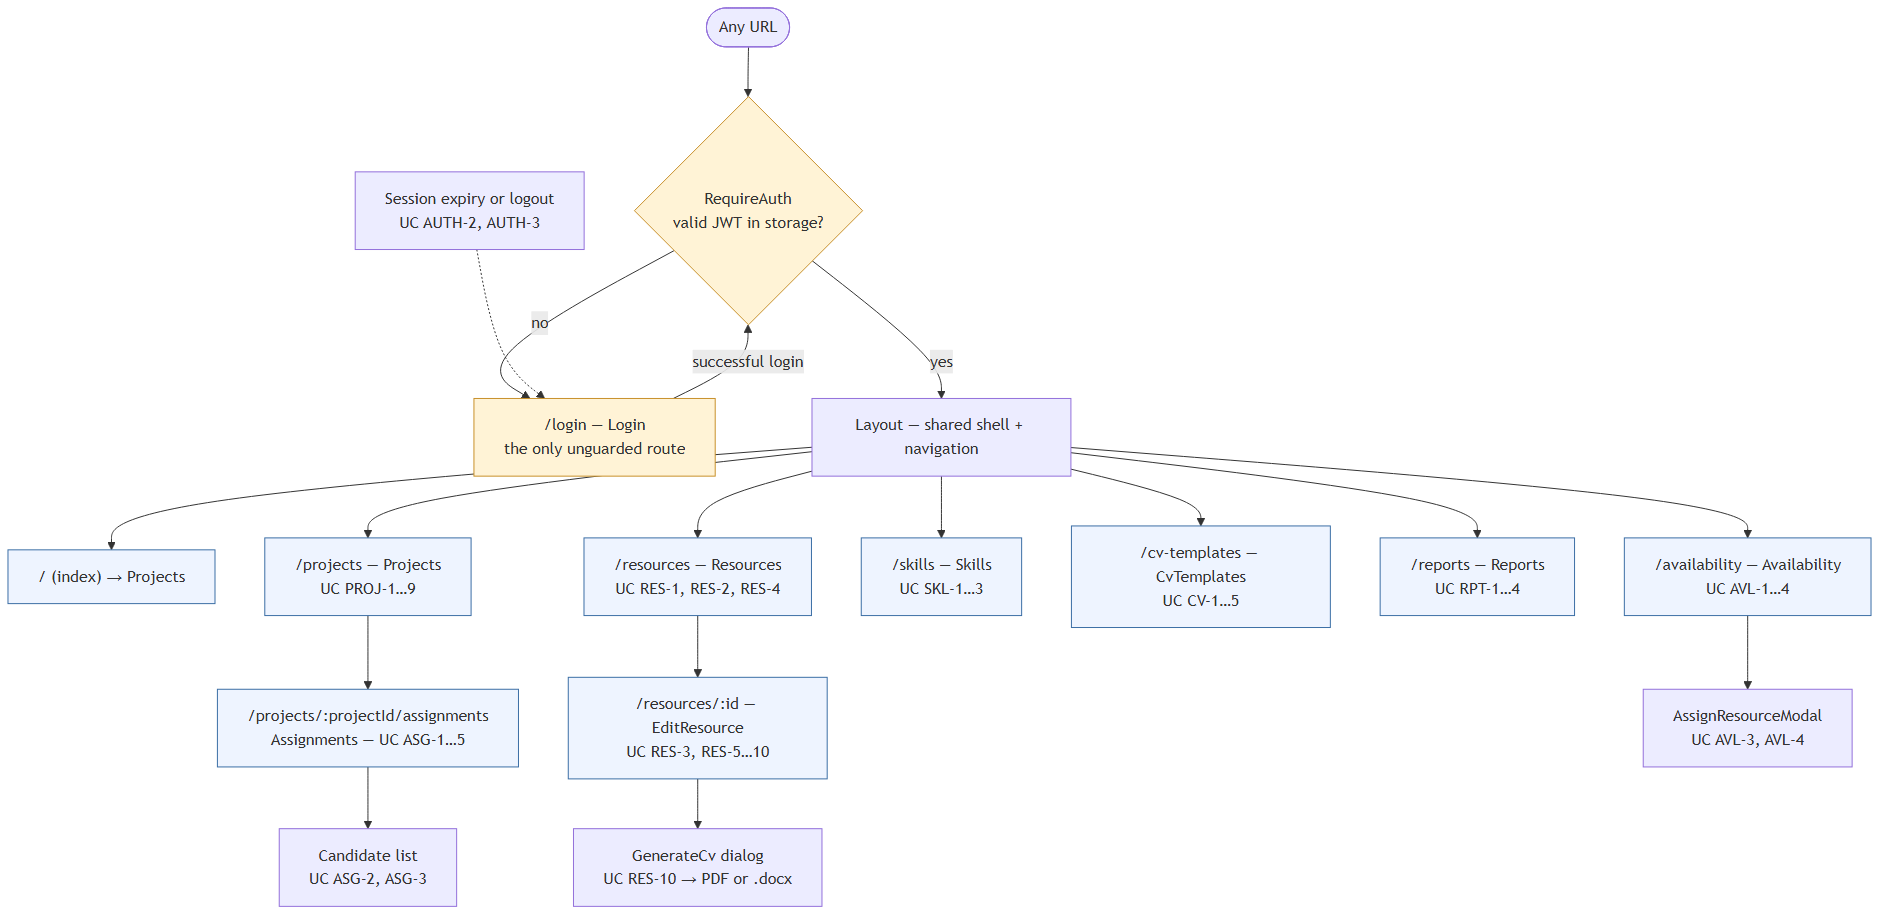 Any URL
RequireAuth
valid JWT in storage?
Session expiry or logout
UC AUTH-2, AUTH-3
no
successful login
yes
/login — Login
the only unguarded route
Layout — shared shell +
navigation
/ (index) → Projects
/projects — Projects
UC PROJ-1…9
/resources — Resources
UC RES-1, RES-2, RES-4
/skills — Skills
UC SKL-1…3
/cv-templates —
CvTemplates
UC CV-1…5
/reports — Reports
UC RPT-1…4
/availability — Availability
UC AVL-1…4
/projects/:projectId/assignments
Assignments — UC ASG-1…5
/resources/:id —
EditResource
UC RES-3, RES-5…10
AssignResourceModal
UC AVL-3, AVL-4
Candidate list
UC ASG-2, ASG-3
GenerateCv dialog
UC RES-10 → PDF or .docx